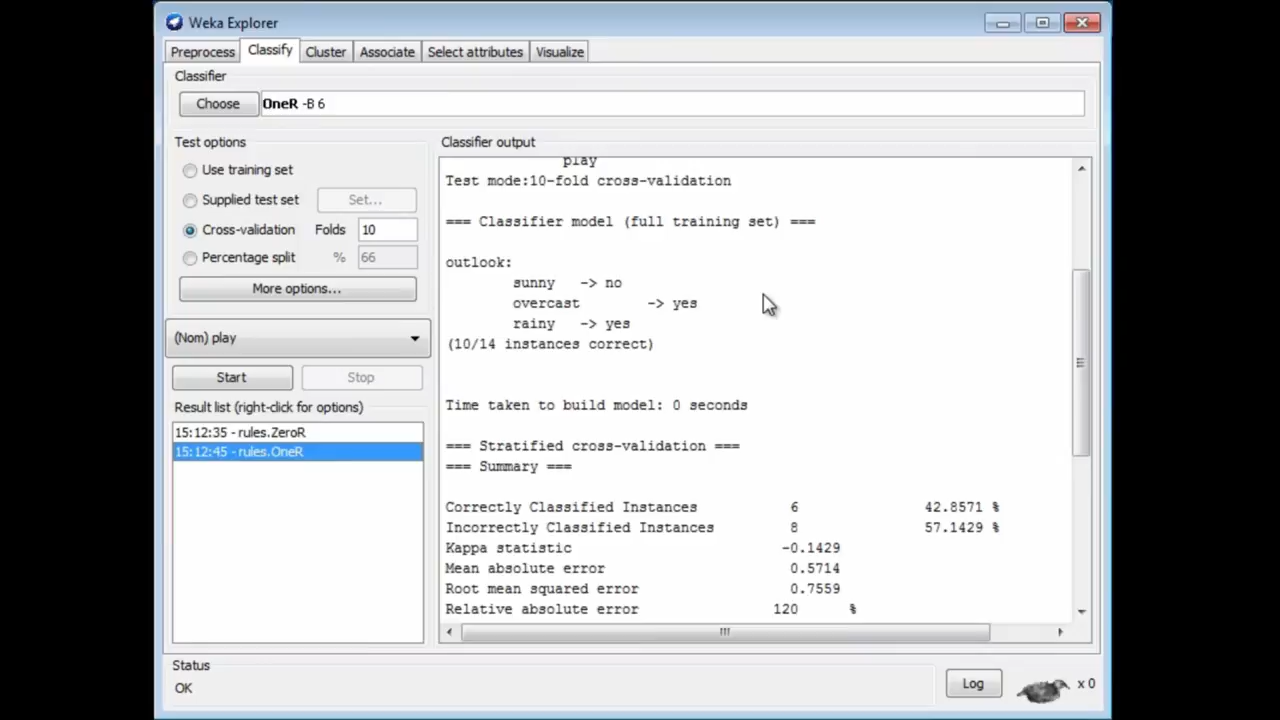 Weka Explorer
Preprocess Classify Cluster Associate Select attributes Visualize
Classifier
Choose OneR -B 6
Test options
Use training set
Supplied test set Set...
Cross-validation Folds 10
Percentage split % 66
More options...
(Nom) play
Start Stop
Result list (right-click for options)
15:12:35 - rules.ZeroR
15:12:45 - rules.OneR
Classifier output
play
Test mode:10-fold cross-validation
=== Classifier model (full training set) ===
outlook:
sunny -> no
overcast -> yes
rainy -> yes
(10/14 instances correct)
Time taken to build model: 0 seconds
=== Stratified cross-validation ===
=== Summary ===
Correctly Classified Instances 6 42.8571 %
Incorrectly Classified Instances 8 57.1429 %
Kappa statistic -0.1429
Mean absolute error 0.5714
Root mean squared error 0.7559
Relative absolute error 120 %
Status
OK
Log x 0